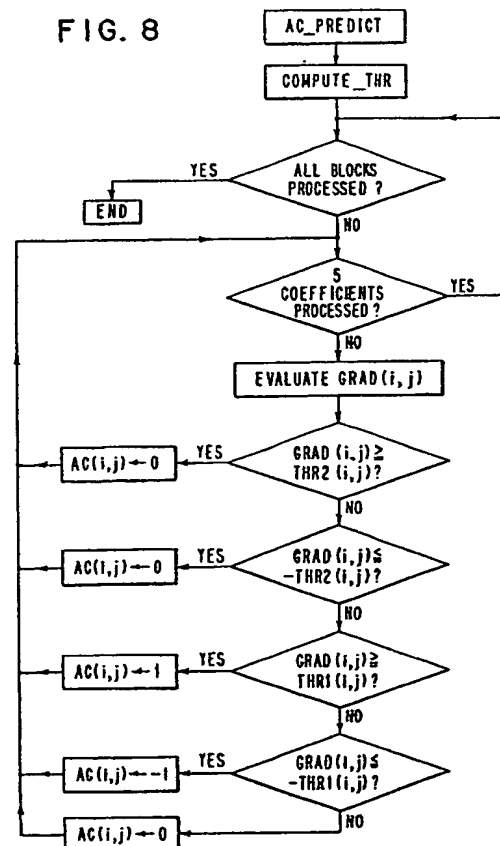 FIG. 8
AC_PREDICT
COMPUTE_THR
ALL BLOCKS
PROCESSED ?
YES
END
NO
5
COEFFICIENTS
PROCESSED ?
YES
NO
EVALUATE GRAD(i,j)
GRAD(i,j)≧
THR2(i,j)?
YES
AC(i,j)←0
NO
GRAD(i,j)≦
-THR2(i,j)?
YES
AC(i,j)←0
NO
GRAD(i,j)≧
THR1(i,j)?
YES
AC(i,j)←1
NO
GRAD(i,j)≦
-THR1(i,j)?
YES
AC(i,j)←-1
NO
AC(i,j)←0